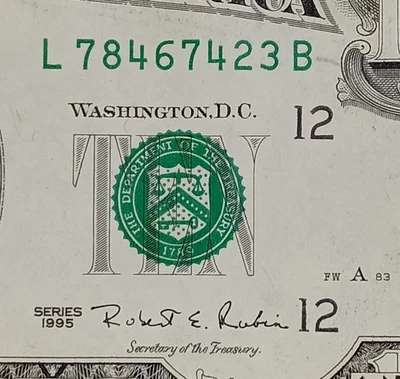 L 78467423 B
WASHINGTON, D.C.
12
TEN
THE DEPARTMENT OF THE TREASURY
1789
FW A 83
SERIES
1995
Robert E. Rubin
12
Secretary of the Treasury.